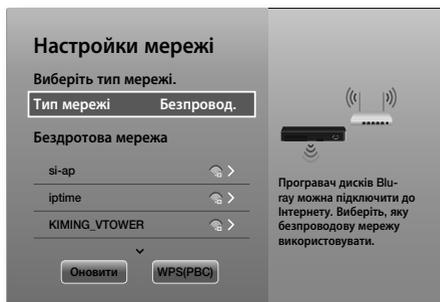 Настройки мережі
Виберіть тип мережі.
Тип мережі Безпровод.
Бездротова мережа
si-ap
iptime
KIMING_VTOWER
Оновити WPS(PBC)
Програвач дисків Blu-
ray можна підключити до
Інтернету. Виберіть, яку
безпроводову мережу
використовувати.